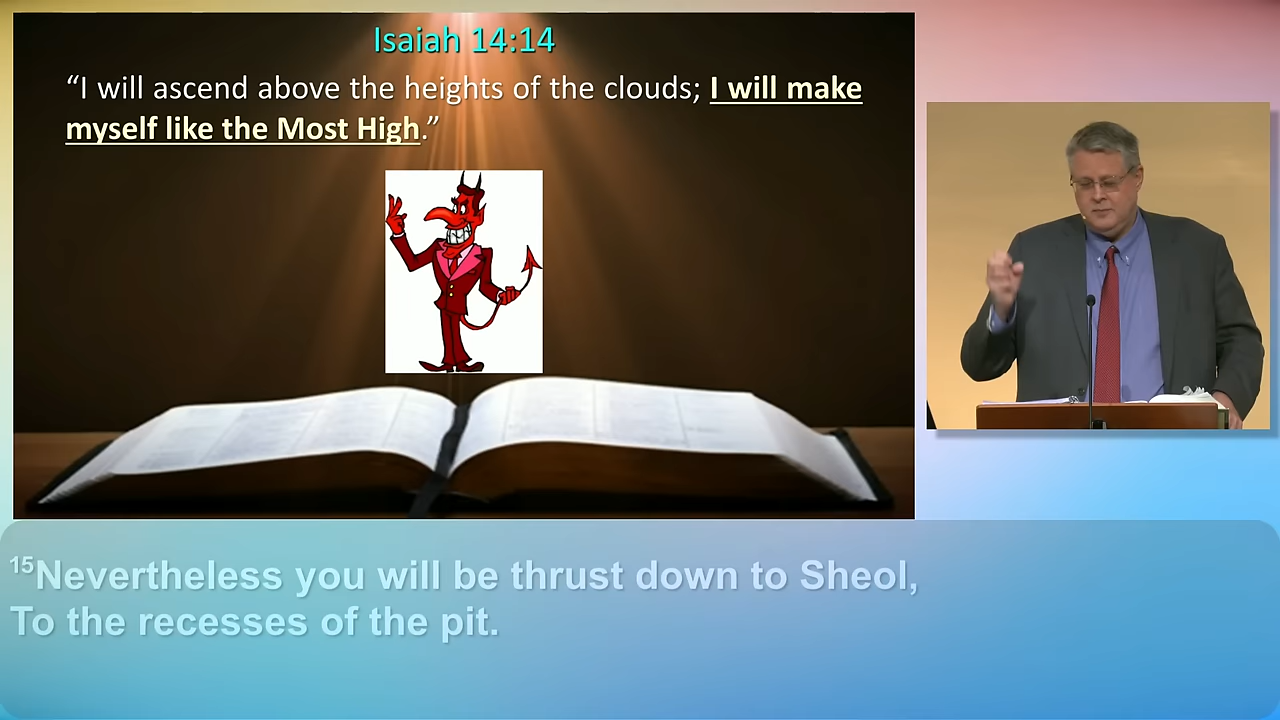 Isaiah 14:14
“I will ascend above the heights of the clouds; I will make
myself like the Most High.”
15Nevertheless you will be thrust down to Sheol,
To the recesses of the pit.